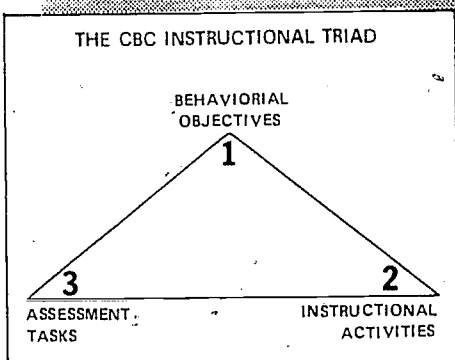 THE CBC INSTRUCTIONAL TRIAD
BEHAVIORIAL
OBJECTIVES
1
3
2
ASSESSMENT
TASKS
INSTRUCTIONAL
ACTIVITIES